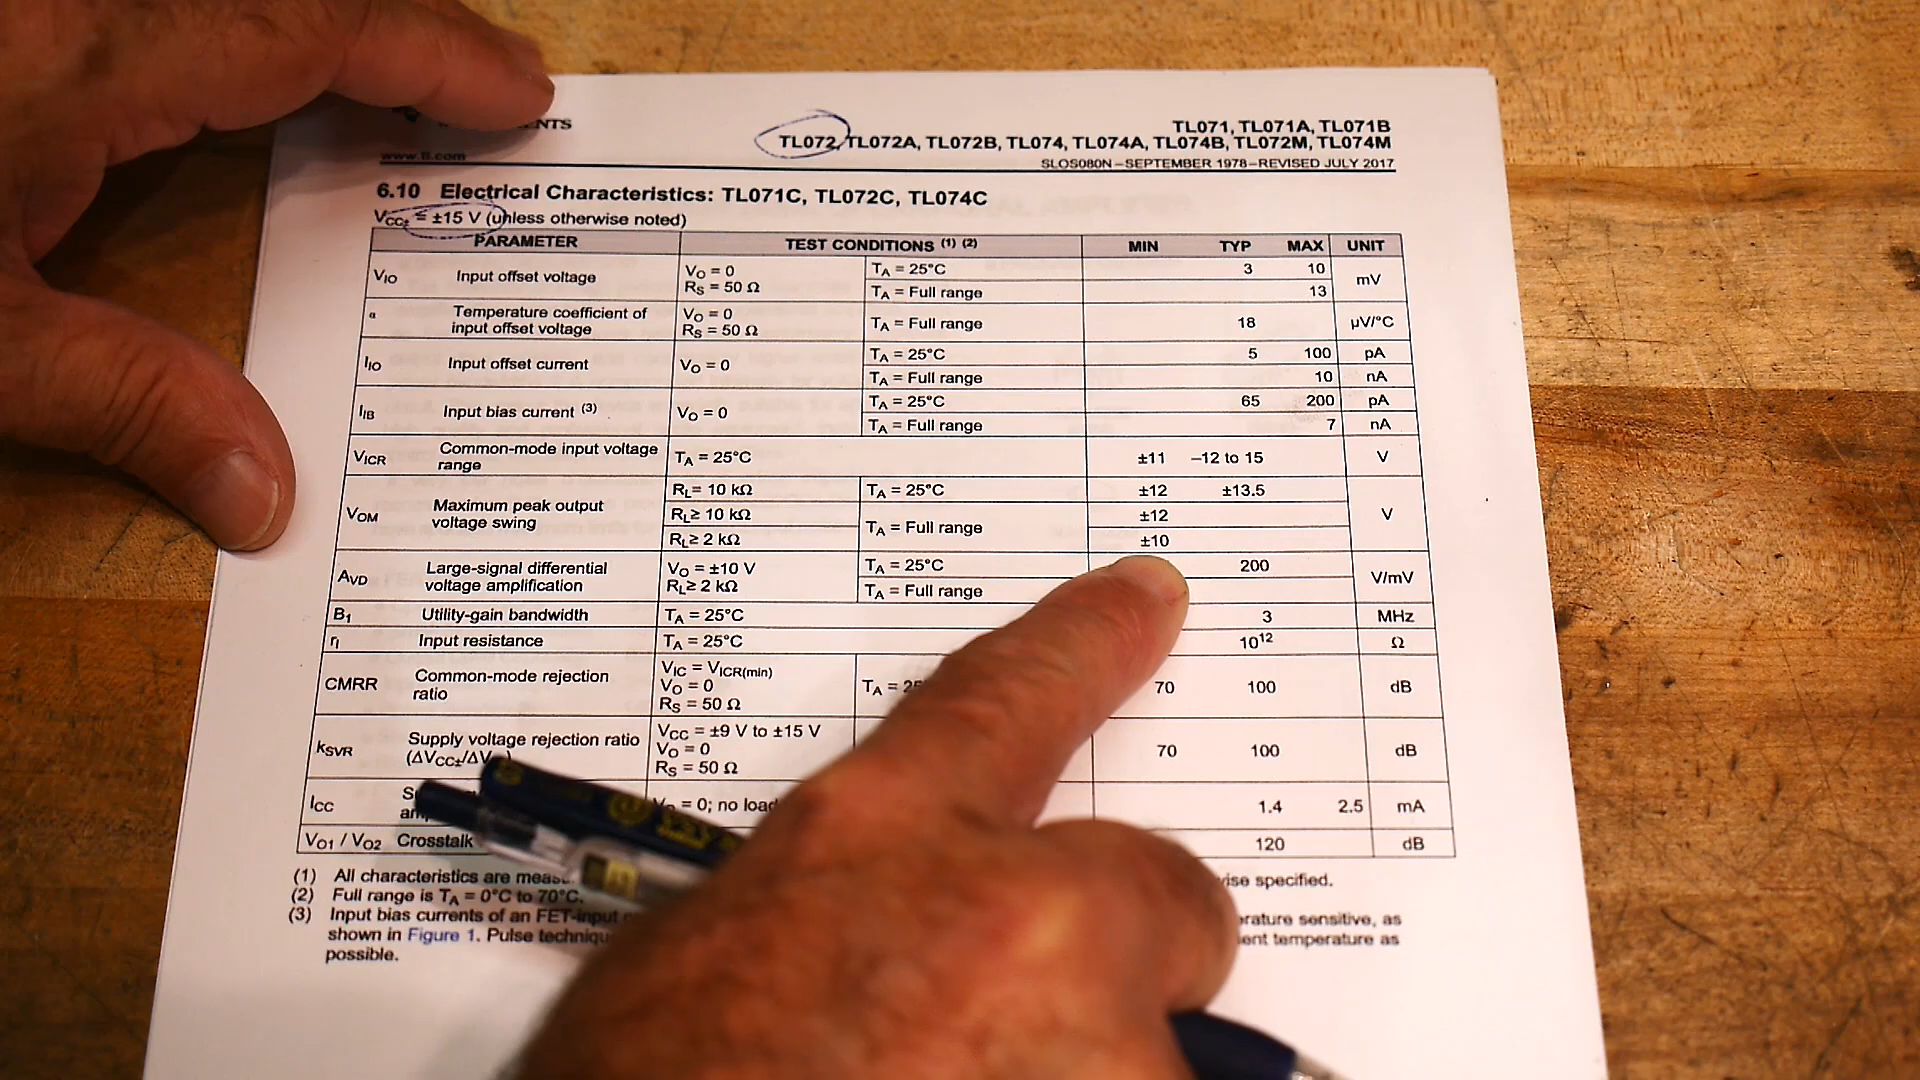 TL071, TL071A, TL071B
TL072, TL072A, TL072B, TL074, TL074A, TL074B, TL072M, TL074M
www.ti.com
SLOS080N – SEPTEMBER 1978 – REVISED JULY 2017
6.10 Electrical Characteristics: TL071C, TL072C, TL074C
VCC± = ±15 V (unless otherwise noted)
PARAMETER TEST CONDITIONS (1) (2) MIN TYP MAX UNIT
VIO Input offset voltage VO = 0 RS = 50 Ω TA = 25°C 3 10 mV
TA = Full range 13
α Temperature coefficient of input offset voltage VO = 0 RS = 50 Ω TA = Full range 18 µV/°C
IIO Input offset current VO = 0 TA = 25°C 5 100 pA
TA = Full range 10 nA
IIB Input bias current (3) VO = 0 TA = 25°C 65 200 pA
TA = Full range 7 nA
VICR Common-mode input voltage range TA = 25°C ±11 –12 to 15 V
VOM Maximum peak output voltage swing RL= 10 kΩ TA = 25°C ±12 ±13.5 V
RL≥ 10 kΩ TA = Full range ±12
RL≥ 2 kΩ ±10
AVD Large-signal differential voltage amplification VO = ±10 V RL≥ 2 kΩ TA = 25°C 200 V/mV
TA = Full range
B1 Utility-gain bandwidth TA = 25°C 3 MHz
rI Input resistance TA = 25°C 10¹² Ω
CMRR Common-mode rejection ratio VIC = VICR(min) VO = 0 RS = 50 Ω TA = 70 100 dB
kSVR Supply voltage rejection ratio (ΔVCC±/ΔV VCC = ±9 V to ±15 V VO = 0 RS = 50 Ω 70 100 dB
ICC = 0; no load 1.4 2.5 mA
VO1 / VO2 Crosstalk 120 dB
(1) All characteristics are specified.
(2) Full range is TA = 0°C to 70°C.
(3) Input bias currents of an FET-input sensitive, as
shown in Figure 1. Pulse temperature as
possible.